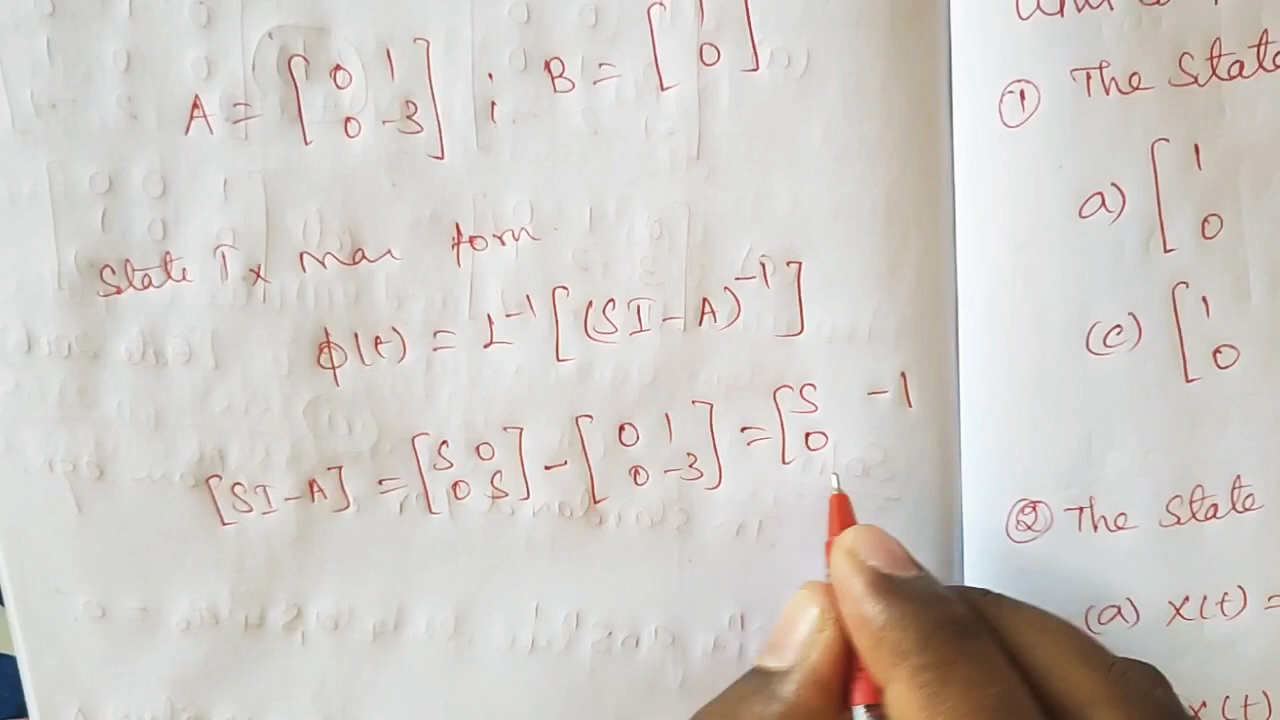 A = [0 1 0 -3] ; B = [1 0]
State Tx max form
φ(t) = L⁻¹[(SI-A)⁻¹]
[SI-A] = [S 0 0 S] - [0 1 0 -3] = [S -1 0
① The State
a) [1 0
(c) [1 0
② The State
(a) x(t) =
x(t)